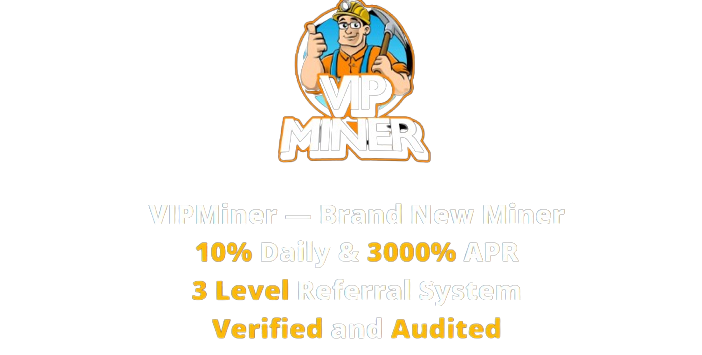 VIP
MINER
VIPMiner — Brand New Miner
10% Daily & 3000% APR
3 Level Referral System
Verified and Audited